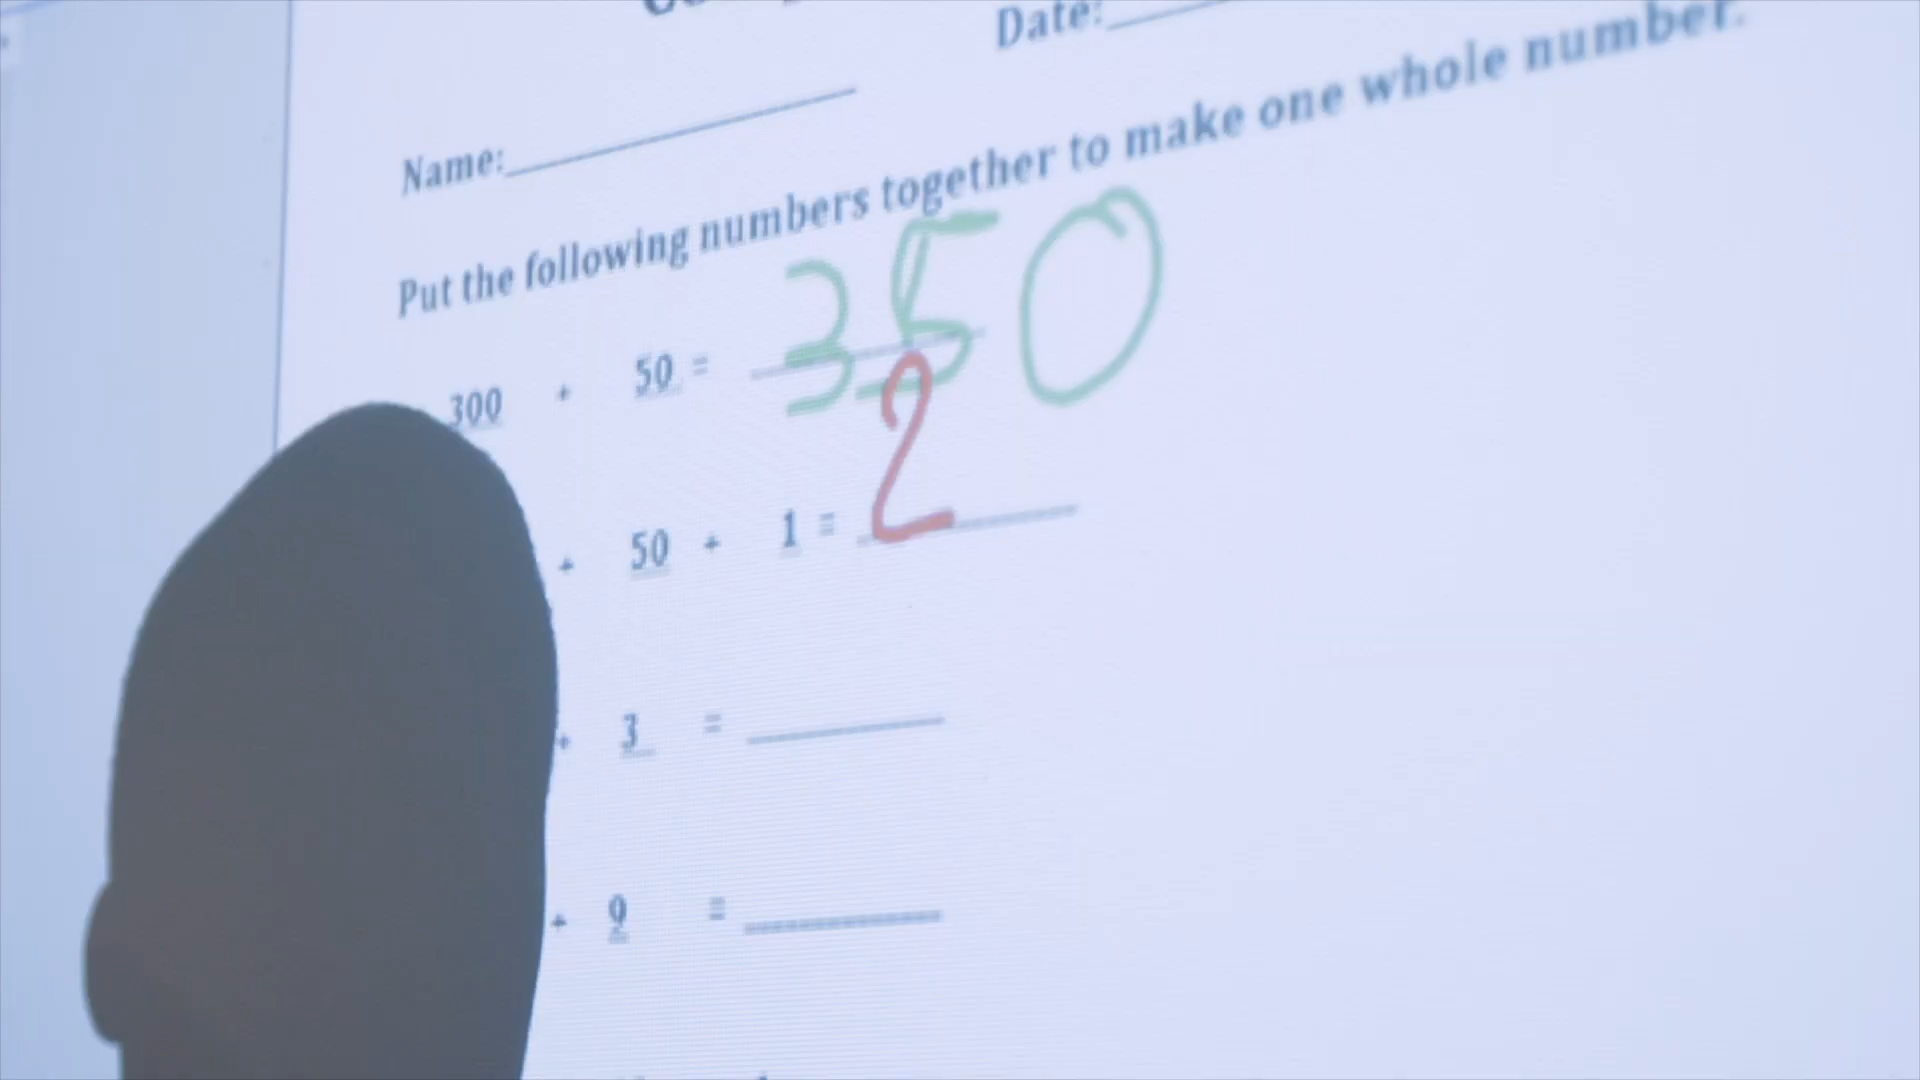 Date:
Name:
Put the following numbers together to make one whole number.
300 + 50 = 350
+ 50 + 1 = 2
+ 3 =
+ 0 =